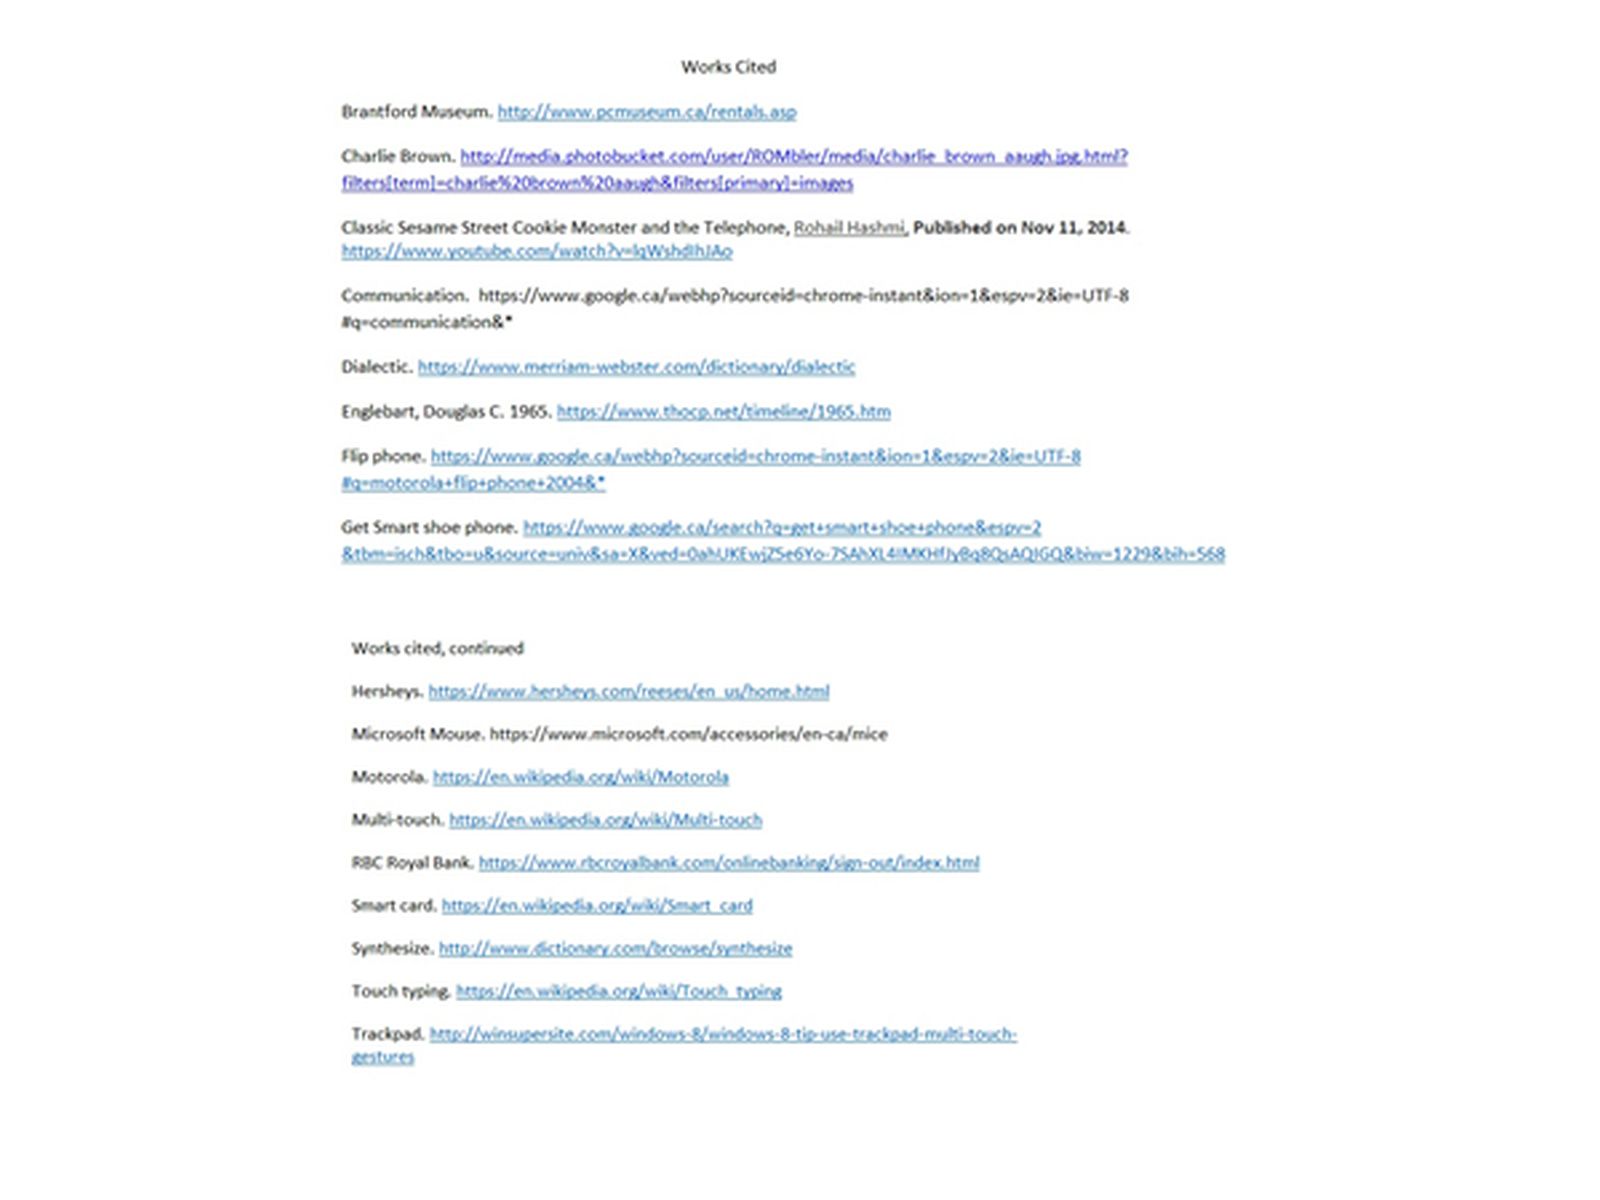 Works Cited
Brantford Museum. http://www.pcmuseum.ca/rentals.asp
Charlie Brown. http://media.photobucket.com/user/ROMbler/media/charlie_brown_aaugh.jpg.html?
filters[term]=charlie%20brown%20aaugh&filters[primary]=images
Classic Sesame Street Cookie Monster and the Telephone, Rohail Hashmi, Published on Nov 11, 2014.
https://www.youtube.com/watch?v=lqWshdIhJAo
Communication.  https://www.google.ca/webhp?sourceid=chrome-instant&ion=1&espv=2&ie=UTF-8
#q=communication&*
Dialectic. https://www.merriam-webster.com/dictionary/dialectic
Englebart, Douglas C. 1965. https://www.thocp.net/timeline/1965.htm
Flip phone. https://www.google.ca/webhp?sourceid=chrome-instant&ion=1&espv=2&ie=UTF-8
#q=motorola+flip+phone+2004&*
Get Smart shoe phone. https://www.google.ca/search?q=get+smart+shoe+phone&espv=2
&tbm=isch&tbo=u&source=univ&sa=X&ved=0ahUKEwjZ5e6Yo-7SAhXL4IMKHfJyBq8QsAQIGQ&biw=1229&bih=568
Works cited, continued
Hersheys. https://www.hersheys.com/reeses/en_us/home.html
Microsoft Mouse. https://www.microsoft.com/accessories/en-ca/mice
Motorola. https://en.wikipedia.org/wiki/Motorola
Multi-touch. https://en.wikipedia.org/wiki/Multi-touch
RBC Royal Bank. https://www.rbcroyalbank.com/onlinebanking/sign-out/index.html
Smart card. https://en.wikipedia.org/wiki/Smart_card
Synthesize. http://www.dictionary.com/browse/synthesize
Touch typing. https://en.wikipedia.org/wiki/Touch_typing
Trackpad. http://winsupersite.com/windows-8/windows-8-tip-use-trackpad-multi-touch-
gestures